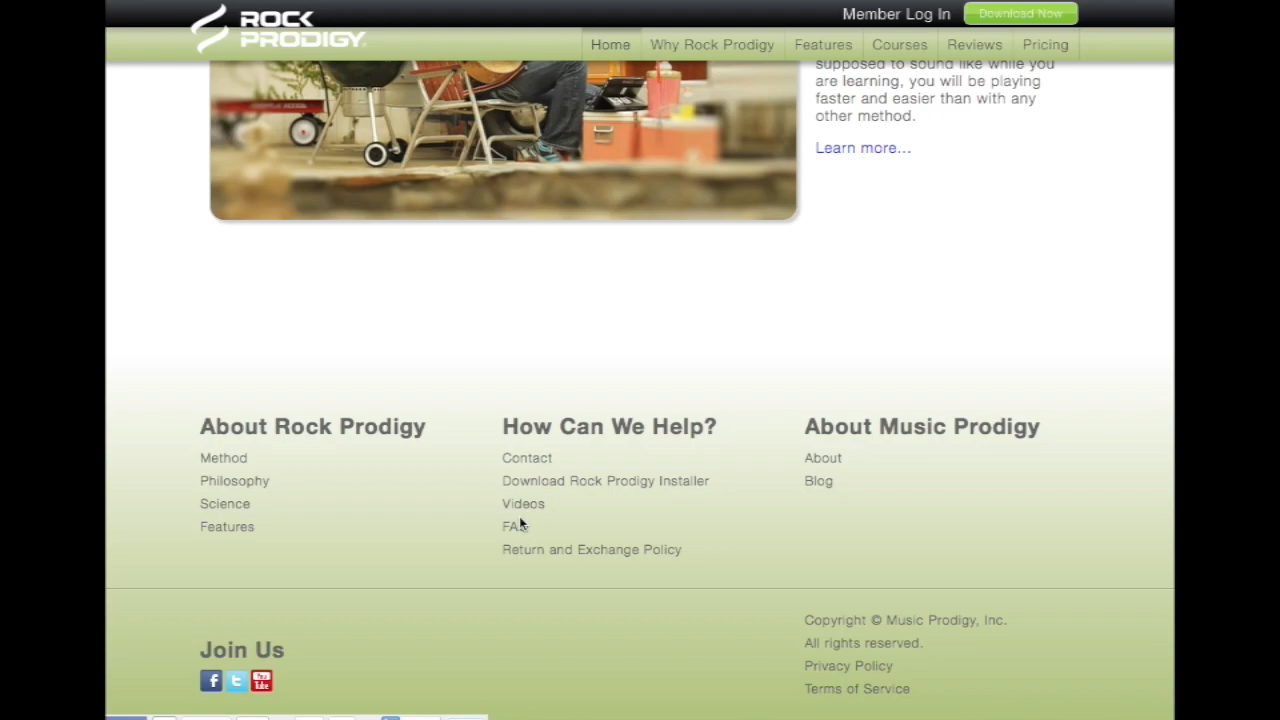 ROCK
PRODIGY
Member Log In
Download Now
Home
Why Rock Prodigy
Features
Courses
Reviews
Pricing
supposed to sound like while you
are learning, you will be playing
faster and easier than with any
other method.
Learn more...
About Rock Prodigy
Method
Philosophy
Science
Features
How Can We Help?
Contact
Download Rock Prodigy Installer
Videos
Return and Exchange Policy
About Music Prodigy
About
Blog
Join Us
f
t
You
Tube
Copyright © Music Prodigy, Inc.
All rights reserved.
Privacy Policy
Terms of Service